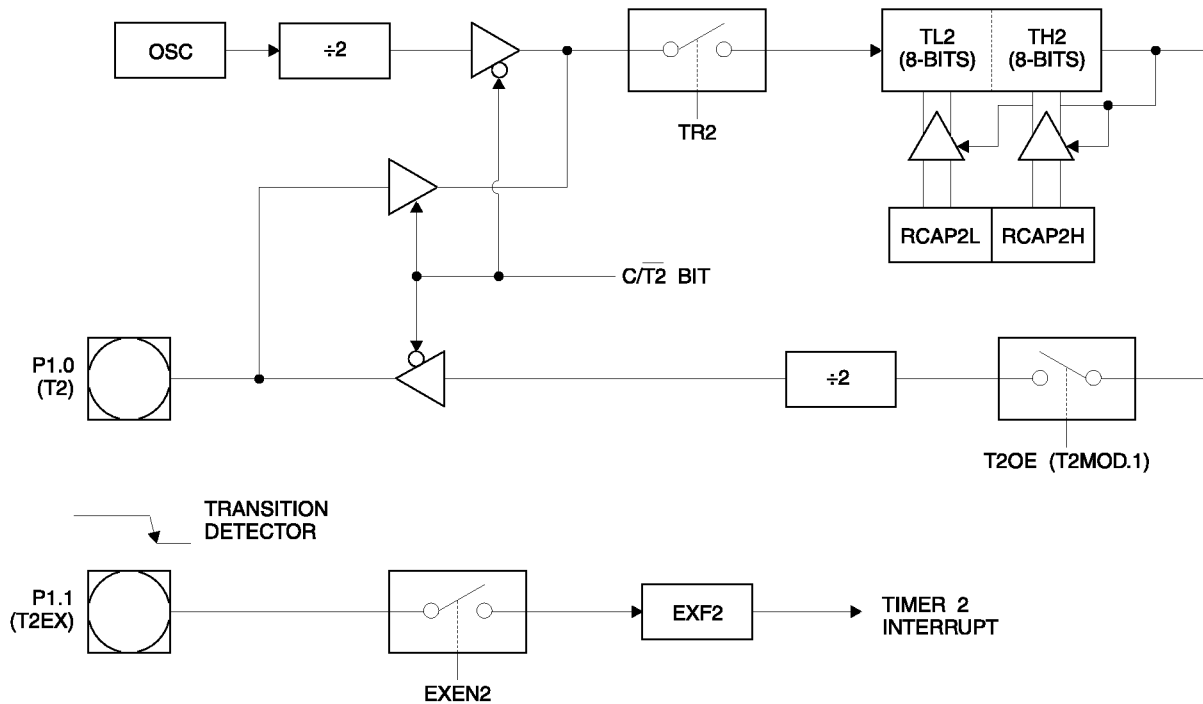 OSC
÷2
TR2
TL2
(8-BITS)
TH2
(8-BITS)
RCAP2L
RCAP2H
C/T2 BIT
P1.0
(T2)
÷2
T2OE (T2MOD.1)
TRANSITION
DETECTOR
P1.1
(T2EX)
EXEN2
EXF2
TIMER 2
INTERRUPT